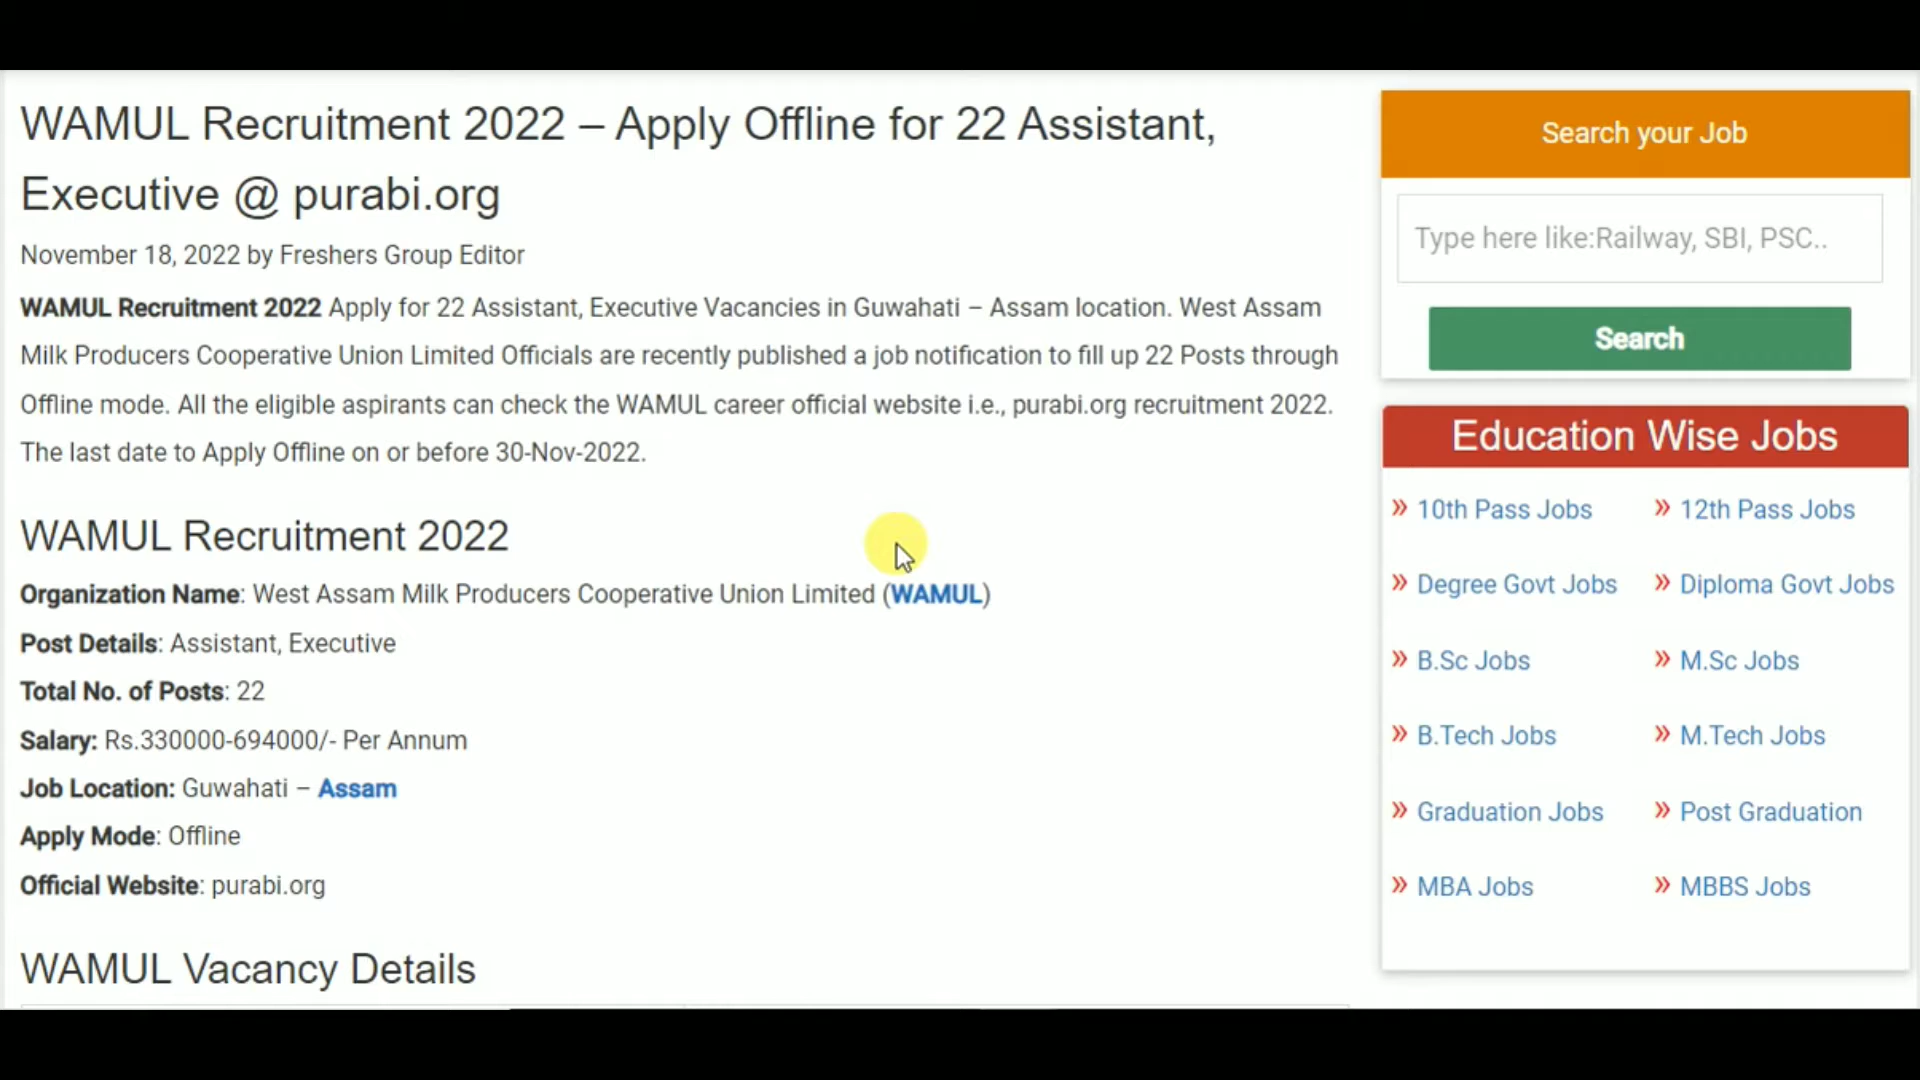 WAMUL Recruitment 2022 – Apply Offline for 22 Assistant,
Executive @ purabi.org
November 18, 2022 by Freshers Group Editor
WAMUL Recruitment 2022 Apply for 22 Assistant, Executive Vacancies in Guwahati – Assam location. West Assam
Milk Producers Cooperative Union Limited Officials are recently published a job notification to fill up 22 Posts through
Offline mode. All the eligible aspirants can check the WAMUL career official website i.e., purabi.org recruitment 2022.
The last date to Apply Offline on or before 30-Nov-2022.
WAMUL Recruitment 2022
Organization Name: West Assam Milk Producers Cooperative Union Limited (WAMUL)
Post Details: Assistant, Executive
Total No. of Posts: 22
Salary: Rs.330000-694000/- Per Annum
Job Location: Guwahati – Assam
Apply Mode: Offline
Official Website: purabi.org
WAMUL Vacancy Details
Search your Job
Type here like:Railway, SBI, PSC..
Search
Education Wise Jobs
» 10th Pass Jobs » 12th Pass Jobs
» Degree Govt Jobs » Diploma Govt Jobs
» B.Sc Jobs » M.Sc Jobs
» B.Tech Jobs » M.Tech Jobs
» Graduation Jobs » Post Graduation
» MBA Jobs » MBBS Jobs